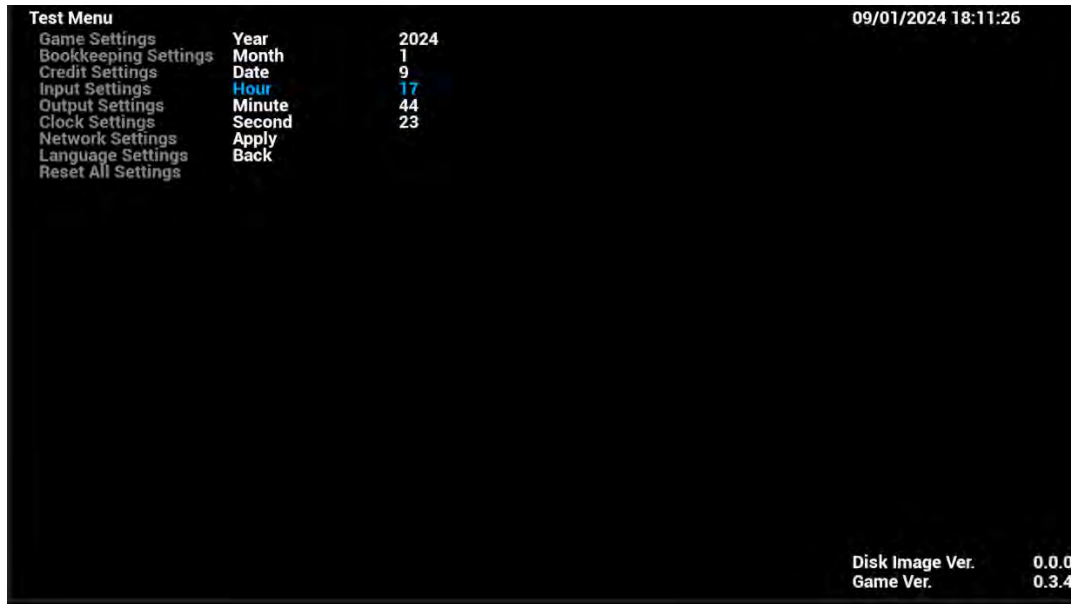 Test Menu 09/01/2024 18:11:26
Game Settings Year 2024
Bookkeeping Settings Month 1
Credit Settings Date 9
Input Settings Hour 17
Output Settings Minute 44
Clock Settings Second 23
Network Settings Apply
Language Settings Back
Reset All Settings
Disk Image Ver. 0.0.0
Game Ver. 0.3.4